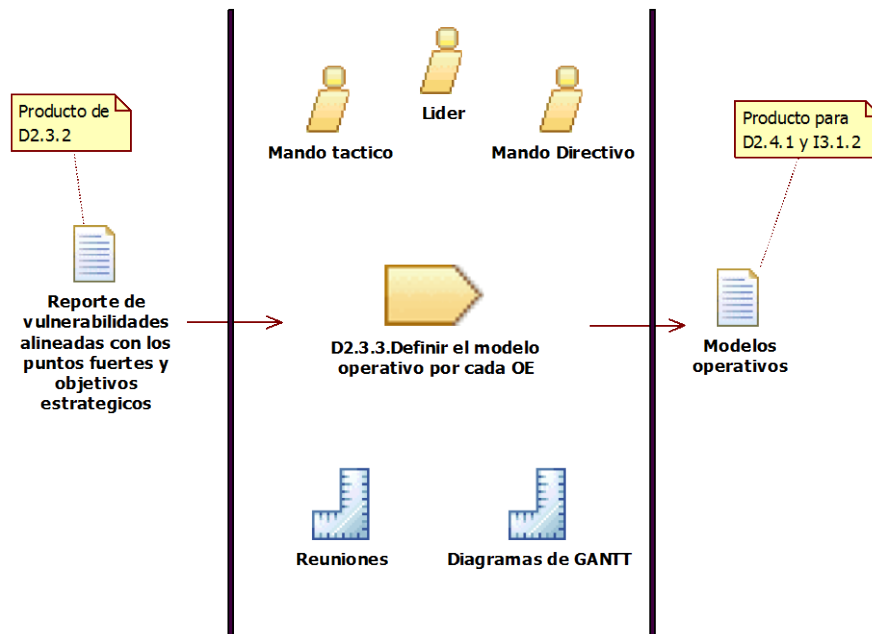 Producto de
D2.3.2
Reporte de
vulnerabilidades
alineadas con los
puntos fuertes y
objetivos
estrategicos
Lider
Mando tactico
Mando Directivo
D2.3.3.Definir el modelo
operativo por cada OE
Reuniones
Diagramas de GANTT
Producto para
D2.4.1 y I3.1.2
Modelos
operativos